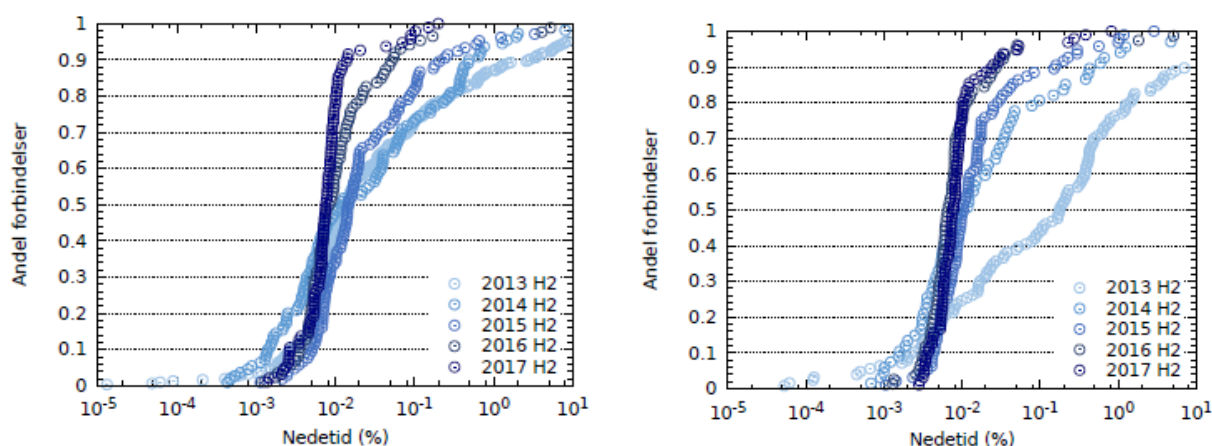 Andel forbindelser
1
0.9
0.8
0.7
0.6
0.5
0.4
0.3
0.2
0.1
0
10⁻⁵ 10⁻⁴ 10⁻³ 10⁻² 10⁻¹ 10⁰ 10¹
Nedetid (%)
2013 H2
2014 H2
2015 H2
2016 H2
2017 H2
Andel forbindelser
1
0.9
0.8
0.7
0.6
0.5
0.4
0.3
0.2
0.1
0
10⁻⁵ 10⁻⁴ 10⁻³ 10⁻² 10⁻¹ 10⁰ 10¹
Nedetid (%)
2013 H2
2014 H2
2015 H2
2016 H2
2017 H2